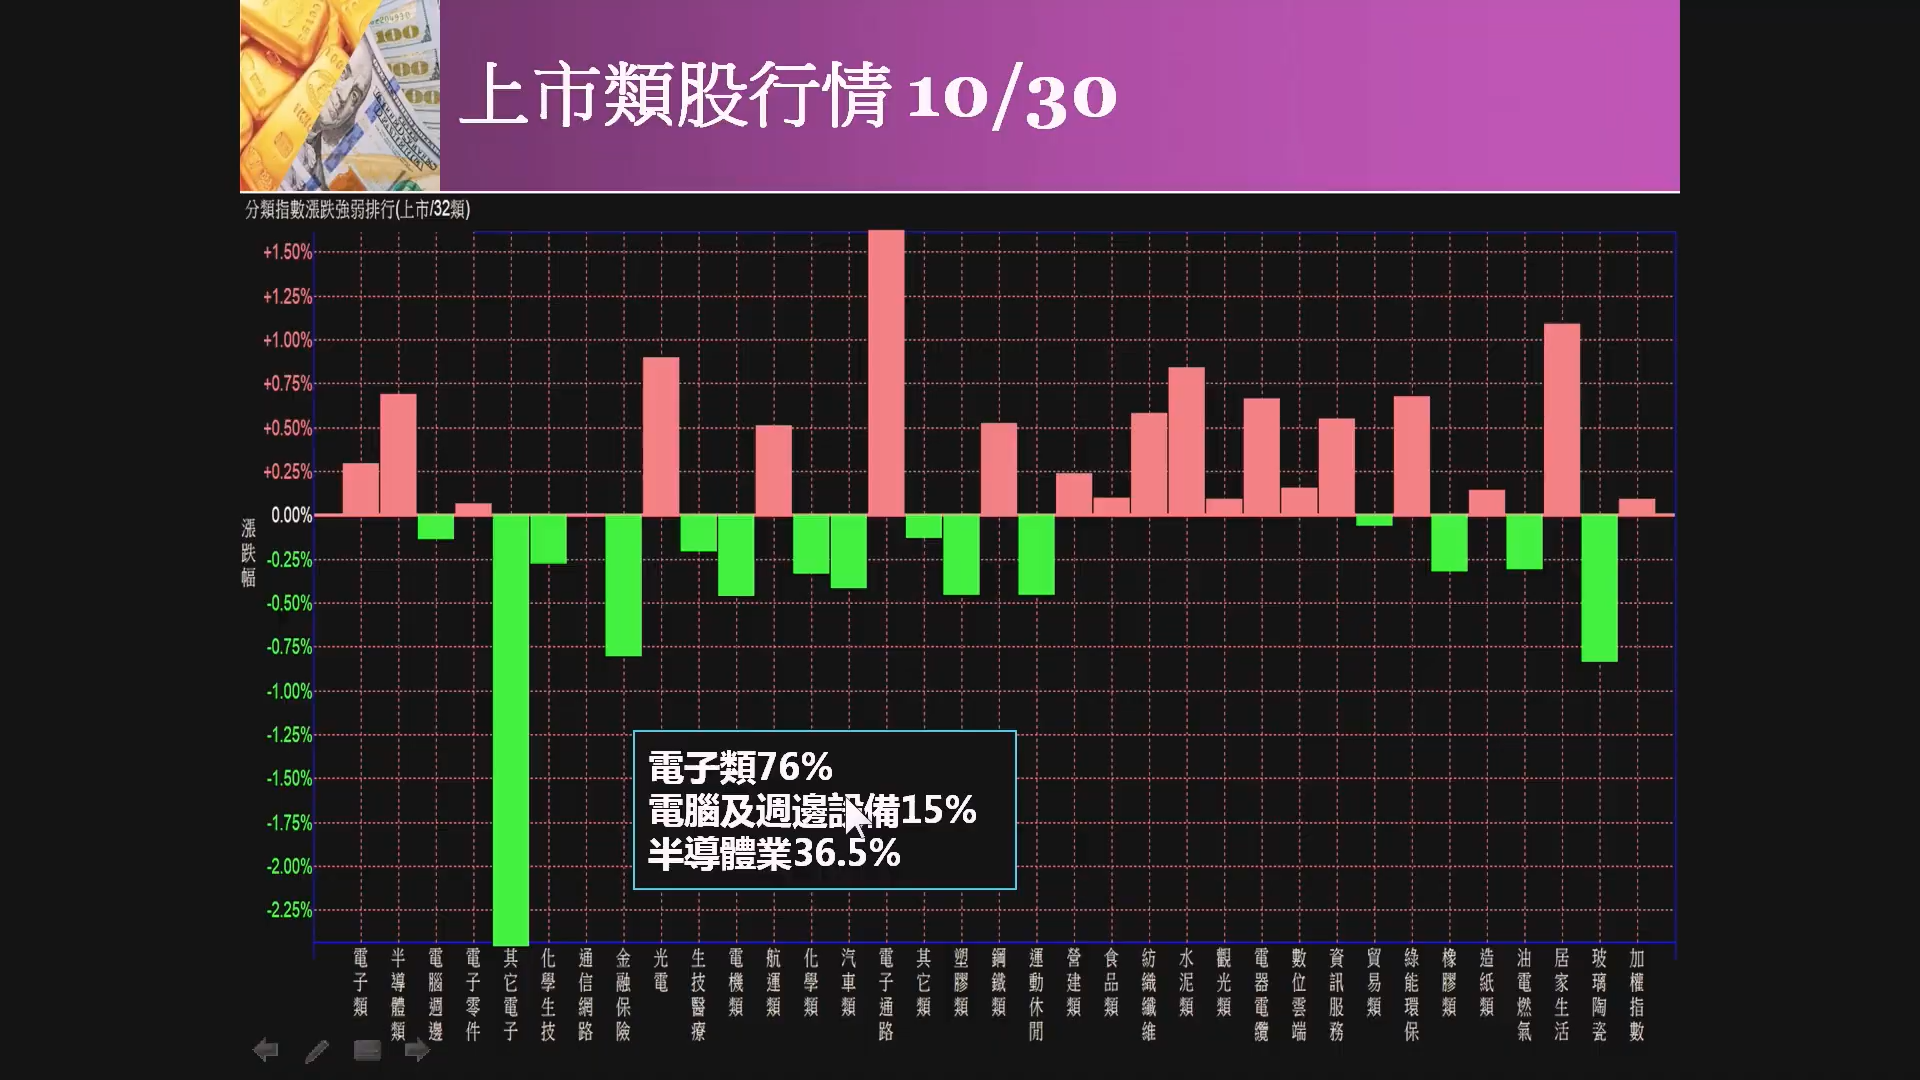 上市類股行情 10/30
分類指數漲跌強弱排行(上市/32類)
+1.50%
+1.25%
+1.00%
+0.75%
+0.50%
+0.25%
0.00%
-0.25%
-0.50%
-0.75%
-1.00%
-1.25%
-1.50%
-1.75%
-2.00%
-2.25%
漲跌幅
電子類76%
電腦及週邊設備15%
半導體業36.5%
電子類
半導體類
電腦週邊
電子零件
其它電子
化學生技
通信網路
金融保險
光電
生技醫療
電機類
航運類
化學類
汽車類
電子通路
其它類
塑膠類
鋼鐵類
運動休閒
營建類
食品類
紡織纖維
水泥類
觀光類
電器電纜
數位雲端
資訊服務
貿易類
綠能環保
橡膠類
造紙類
油電燃氣
居家生活
玻璃陶瓷
加權指數